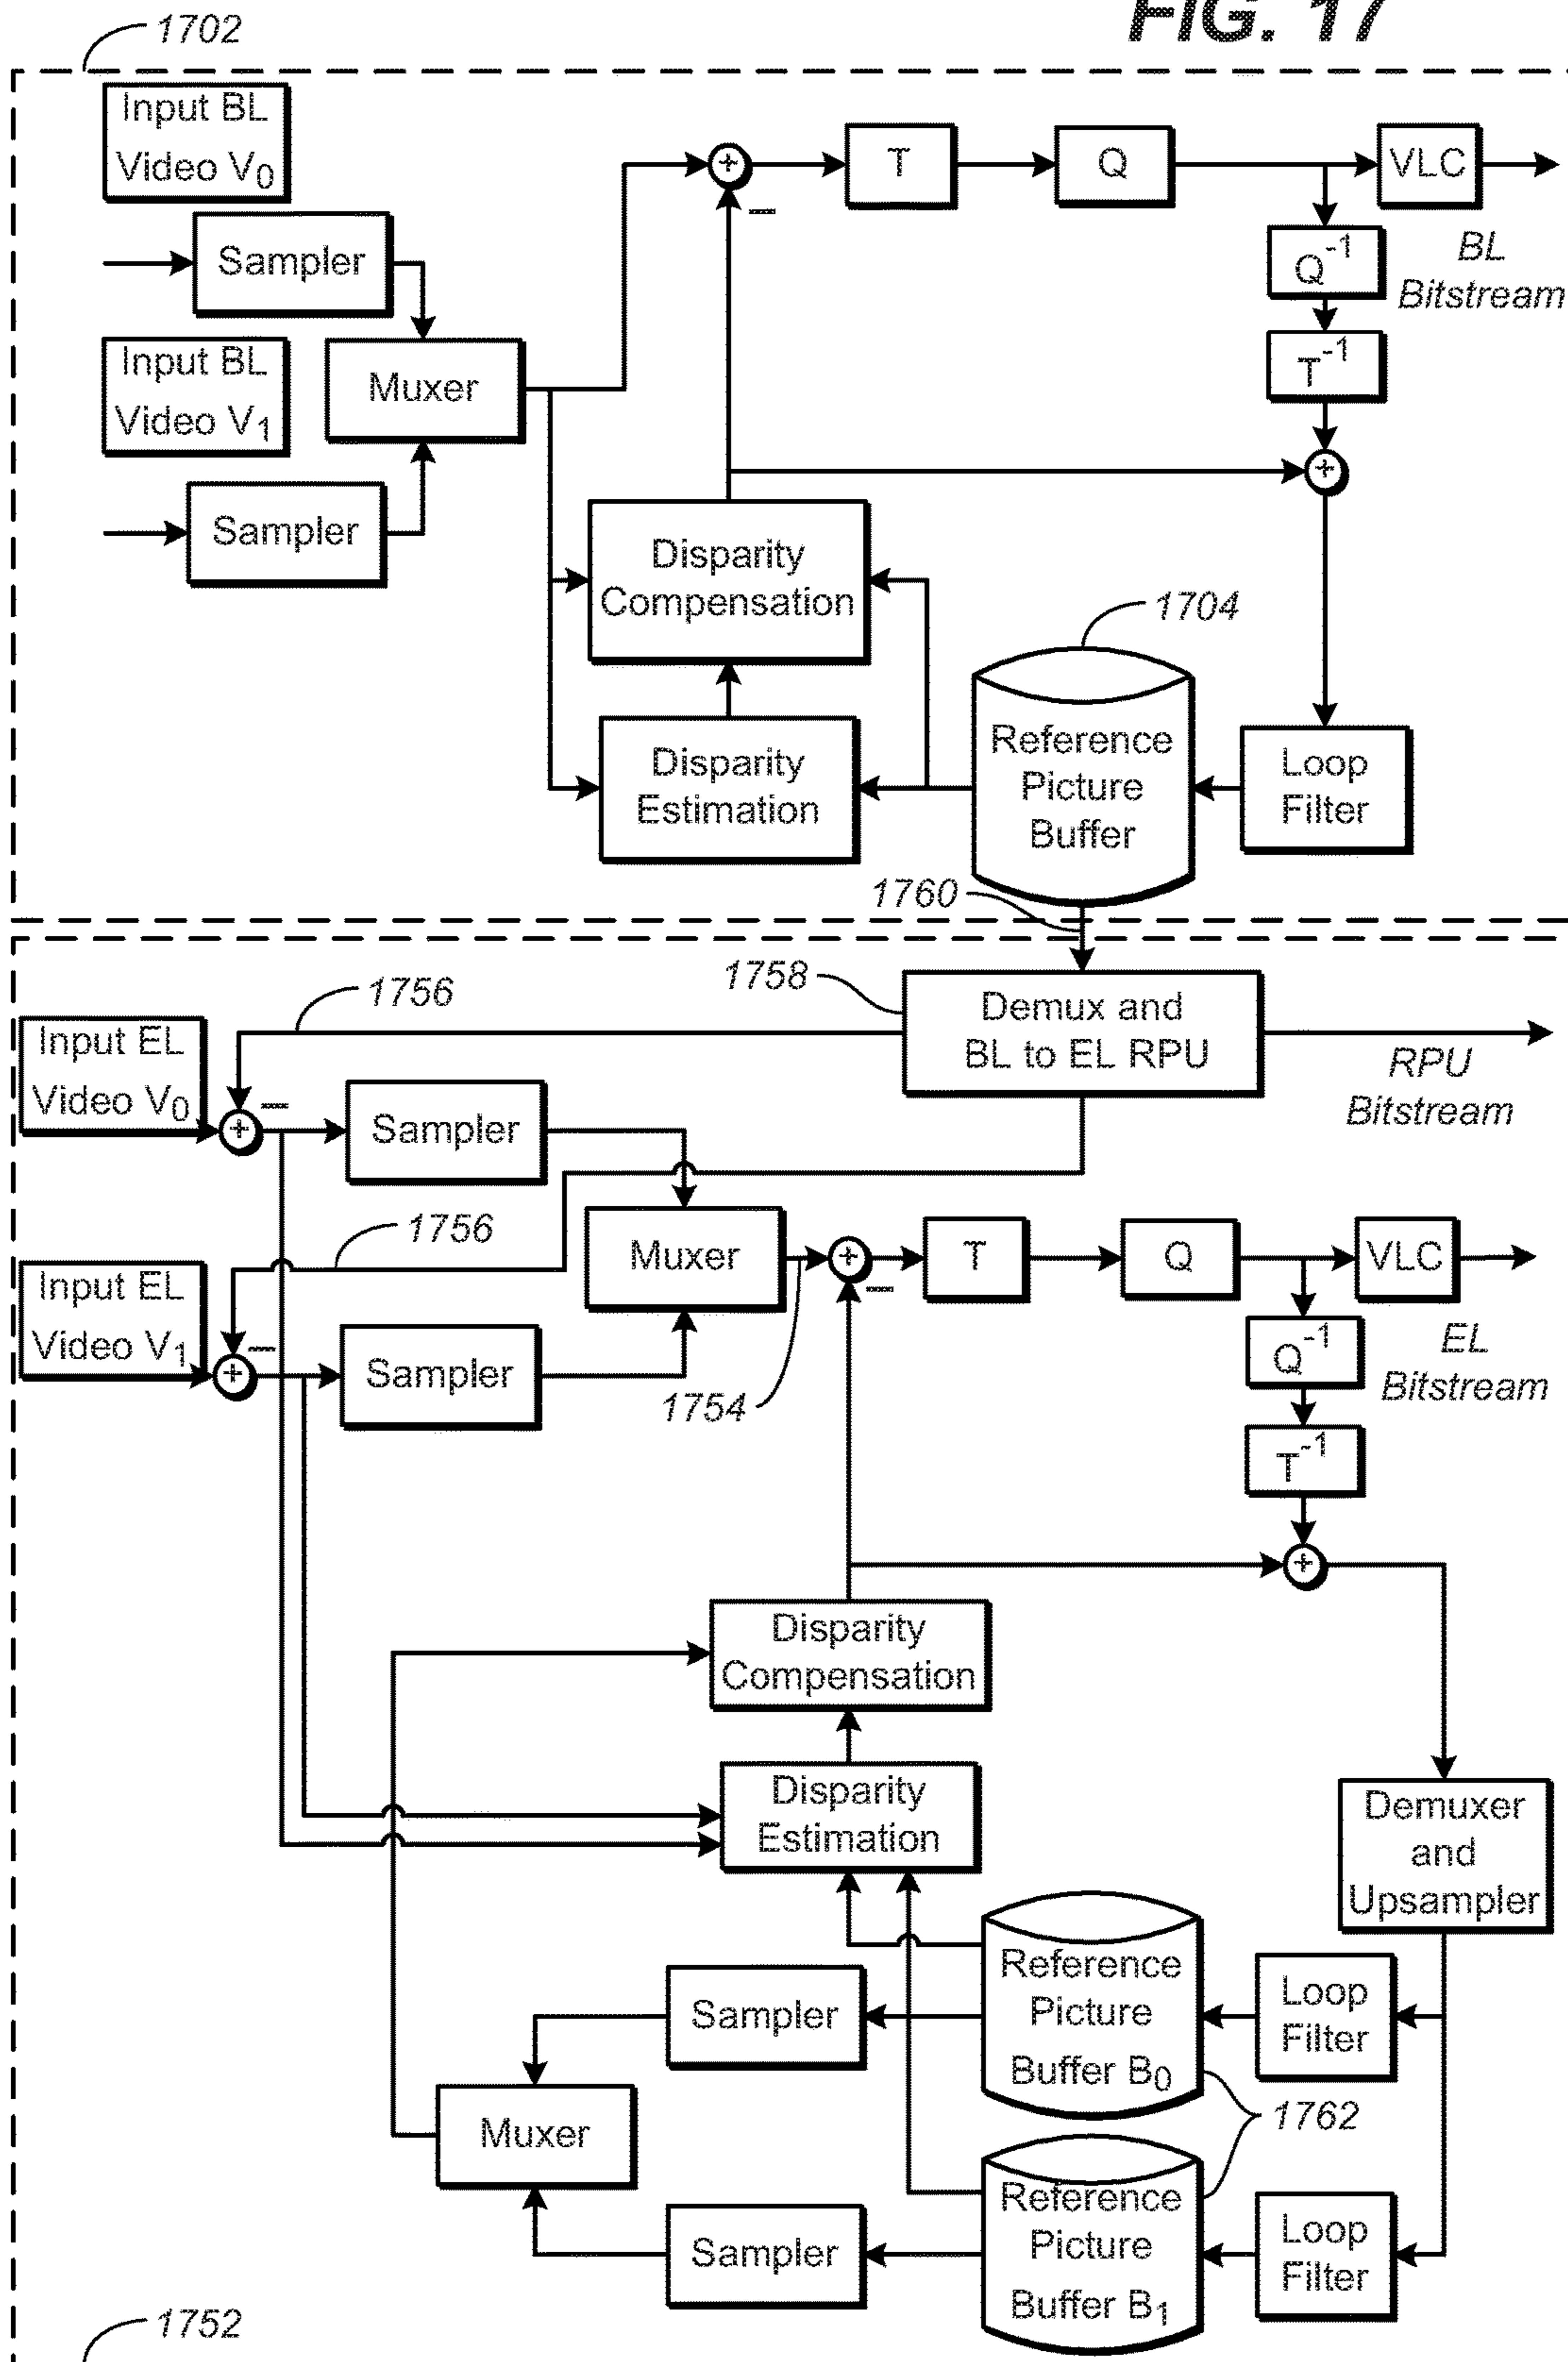 FIG. 17
1702
Input BL
Video V₀
Sampler
Input BL
Video V₁
Sampler
Muxer
+
−
T
Q
VLC
Q⁻¹
BL
Bitstream
T⁻¹
+
Disparity
Compensation
Disparity
Estimation
1704
Reference
Picture
Buffer
Loop
Filter
1760
1758
Demux and
BL to EL RPU
RPU
Bitstream
1756
Input EL
Video V₀
+
−
Sampler
1756
Input EL
Video V₁
+
−
Sampler
Muxer
1754
+
−
T
Q
VLC
Q⁻¹
EL
Bitstream
T⁻¹
+
Disparity
Compensation
Disparity
Estimation
Demuxer
and
Upsampler
Reference
Picture
Buffer B₀
Loop
Filter
Sampler
Muxer
1762
Reference
Picture
Buffer B₁
Loop
Filter
Sampler
1752